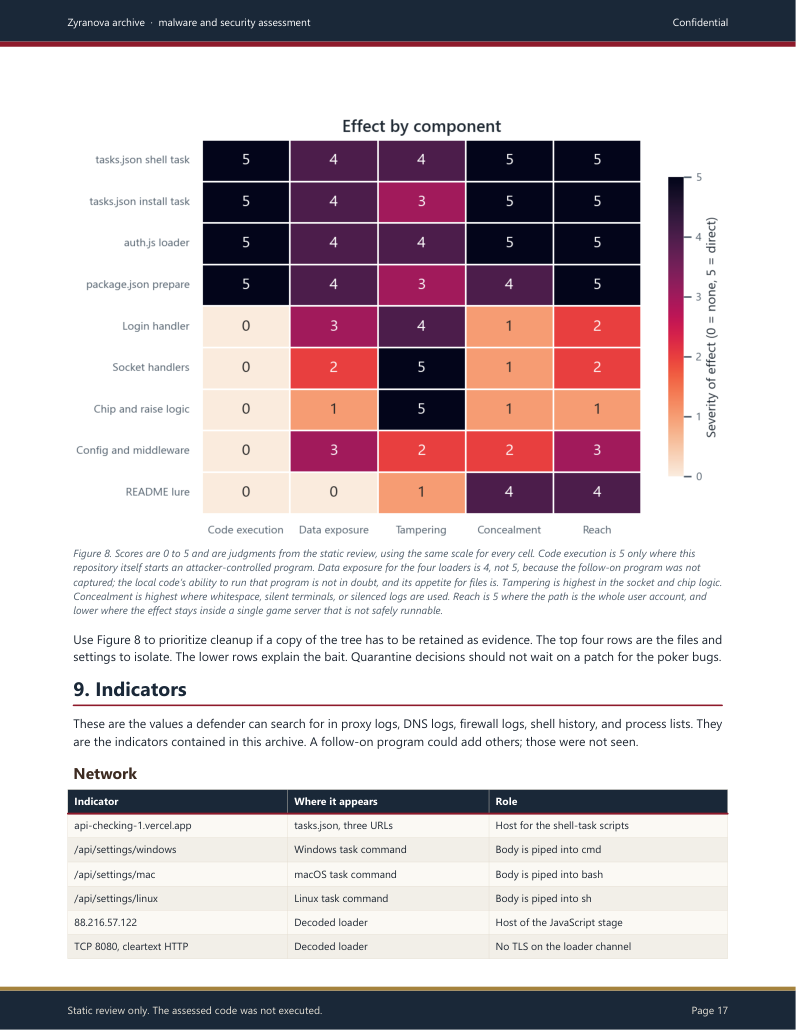 Zyranova archive · malware and security assessment
Confidential
Effect by component
tasks.json shell task 5 4 4 5 5
tasks.json install task 5 4 3 5 5
auth.js loader 5 4 4 5 5
package.json prepare 5 4 3 4 5
Login handler 0 3 4 1 2
Socket handlers 0 2 5 1 2
Chip and raise logic 0 1 5 1 1
Config and middleware 0 3 2 2 3
README lure 0 0 1 4 4
Code execution Data exposure Tampering Concealment Reach
5
4
3
2
1
0
Severity of effect (0 = none, 5 = direct)
Figure 8. Scores are 0 to 5 and are judgments from the static review, using the same scale for every cell. Code execution is 5 only where this
repository itself starts an attacker-controlled program. Data exposure for the four loaders is 4, not 5, because the follow-on program was not
captured; the local code's ability to run that program is not in doubt, and its appetite for files is. Tampering is highest in the socket and chip logic.
Concealment is highest where whitespace, silent terminals, or silenced logs are used. Reach is 5 where the path is the whole user account, and
lower where the effect stays inside a single game server that is not safely runnable.
Use Figure 8 to prioritize cleanup if a copy of the tree has to be retained as evidence. The top four rows are the files and
settings to isolate. The lower rows explain the bait. Quarantine decisions should not wait on a patch for the poker bugs.
9. Indicators
These are the values a defender can search for in proxy logs, DNS logs, firewall logs, shell history, and process lists. They
are the indicators contained in this archive. A follow-on program could add others; those were not seen.
Network
Indicator Where it appears Role
api-checking-1.vercel.app tasks.json, three URLs Host for the shell-task scripts
/api/settings/windows Windows task command Body is piped into cmd
/api/settings/mac macOS task command Body is piped into bash
/api/settings/linux Linux task command Body is piped into sh
88.216.57.122 Decoded loader Host of the JavaScript stage
TCP 8080, cleartext HTTP Decoded loader No TLS on the loader channel
Static review only. The assessed code was not executed.
Page 17